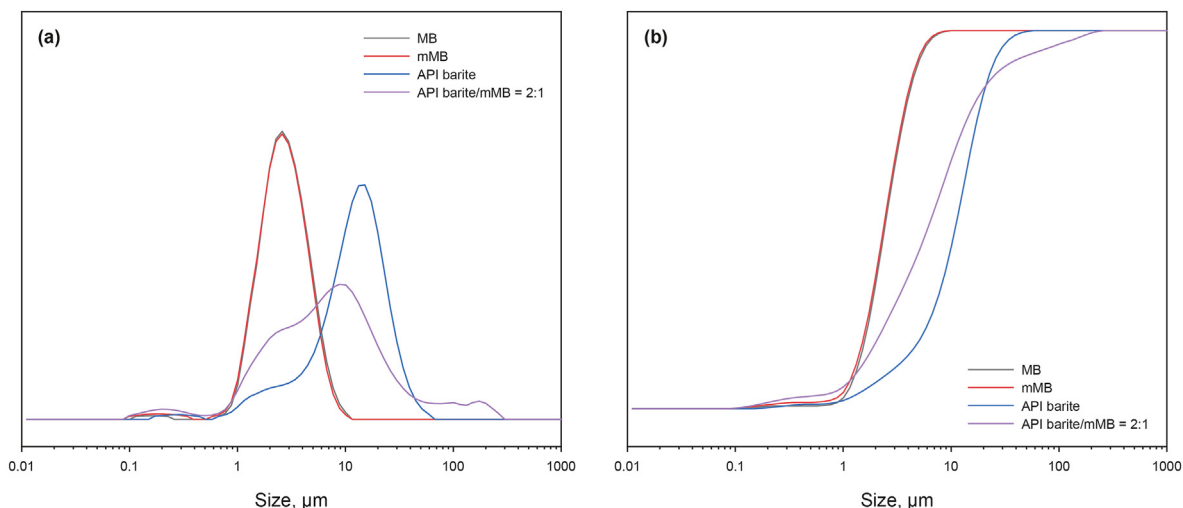 (a)
MB
mMB
API barite
API barite/mMB = 2:1
0.01 0.1 1 10 100 1000
Size, μm
(b)
MB
mMB
API barite
API barite/mMB = 2:1
0.01 0.1 1 10 100 1000
Size, μm